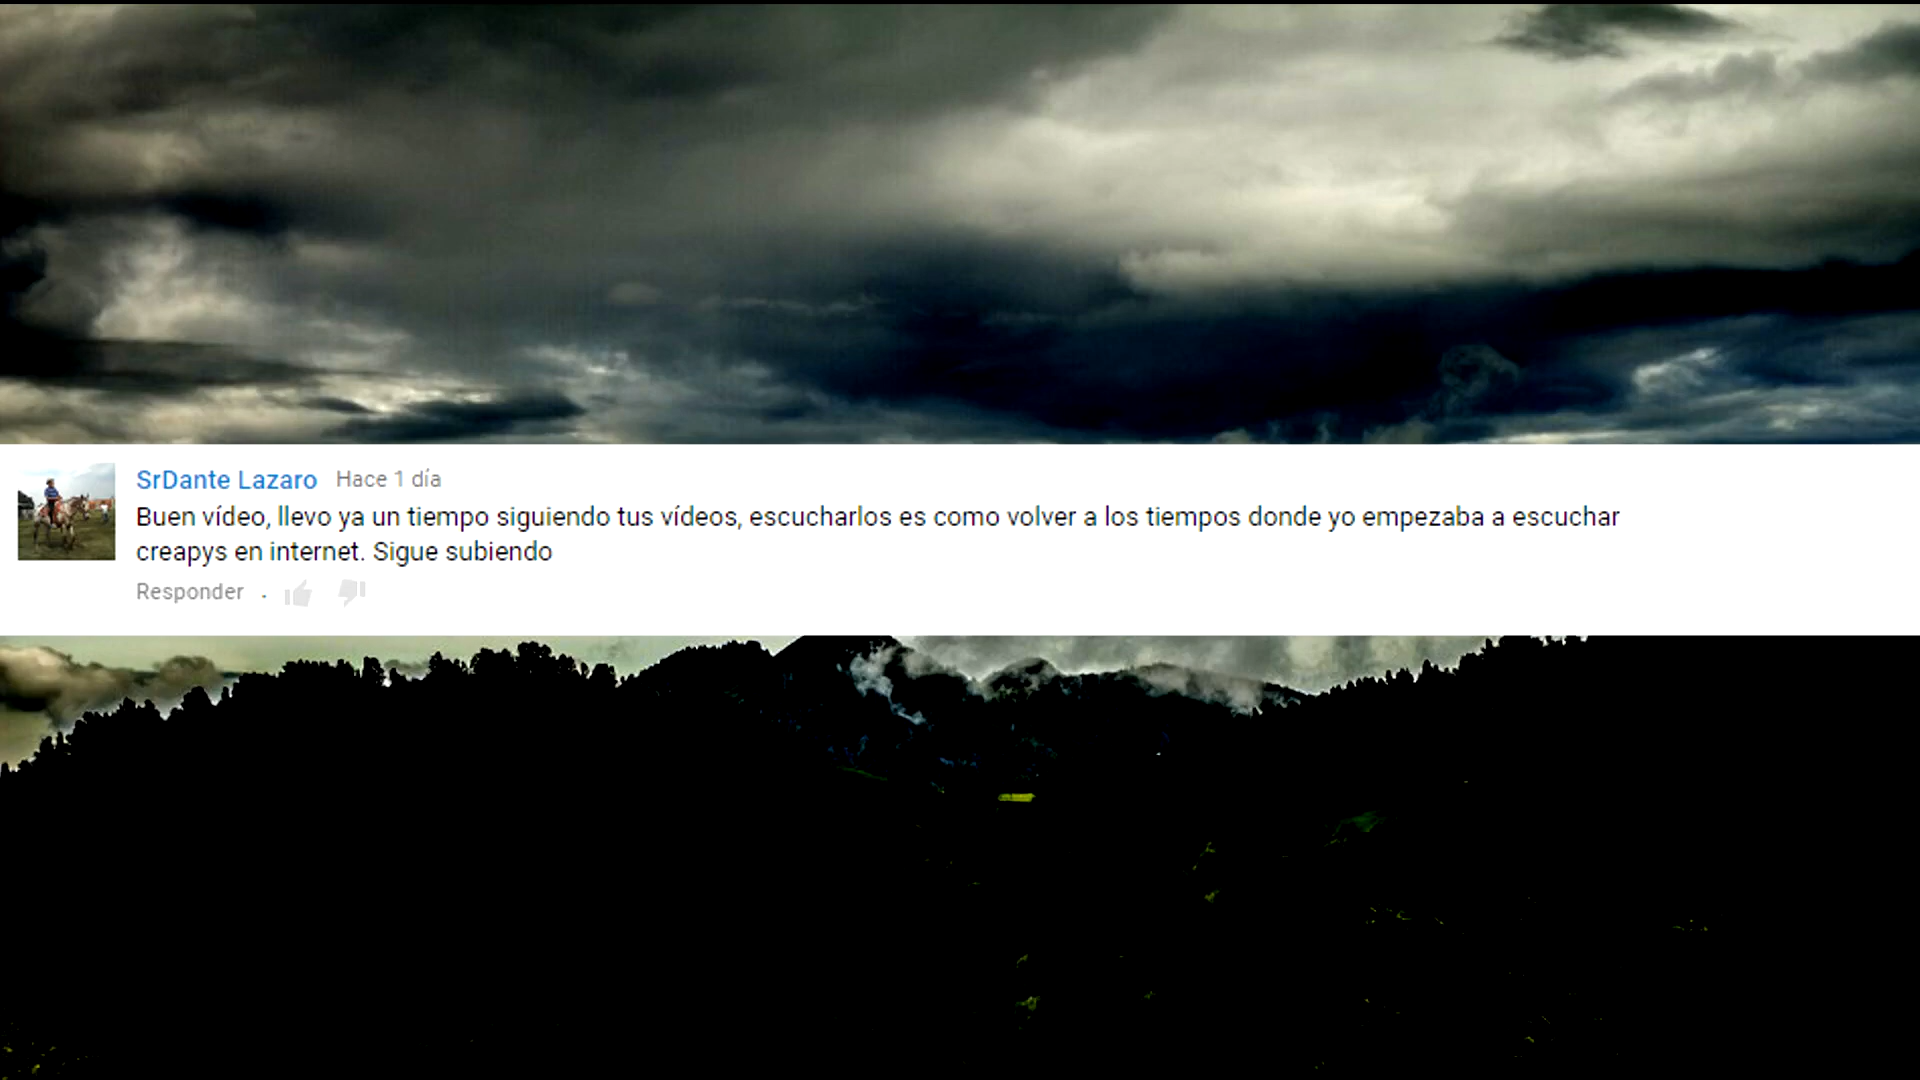 SrDante Lazaro Hace 1 día
Buen vídeo, llevo ya un tiempo siguiendo tus vídeos, escucharlos es como volver a los tiempos donde yo empezaba a escuchar
creapys en internet. Sigue subiendo
Responder .